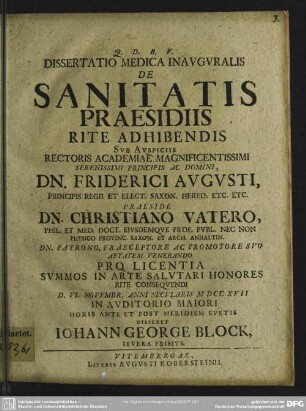 3.
Q. D. B. V.
DISSERTATIO MEDICA INAVGVRALIS
DE
SANITATIS
PRAESIDIIS
RITE ADHIBENDIS
SVB AVSPICIIS
RECTORIS ACADEMIAE MAGNIFICENTISSIMI
SERENISSIMI PRINCIPIS AC DOMINI,
DN. FRIDERICI AVGVSTI,
PRINCIPIS REGII ET ELECT. SAXON. HERED. ETC. ETC.
PRAESIDE
DN. CHRISTIANO VATERO,
PHIL. ET MED. DOCT. EIVSDEMQVE PROF. PVBL. NEC NON
PHYSICO PROVINC. SAXON. ET ARCH. ANHALTIN.
DN. PATRONO, PRAECEPTORE AC PROMOTORE SVO
AETATEM VENERANDO
PRO LICENTIA
SVMMOS IN ARTE SALVTARI HONORES
RITE CONSEQVENDI
D. VI. NOVEMBR. ANNI SECVLARIS MDCCXVII
IN AVDITORIO MAIORI
HORIS ANTE ET POST MERIDIEM SVETIS
DISSERET
IOHANN GEORGE BLOCK,
IEVERA FRISIVS.
VITEMBERGAE,
LITERIS AVGVSTI KOBERSTEINII.